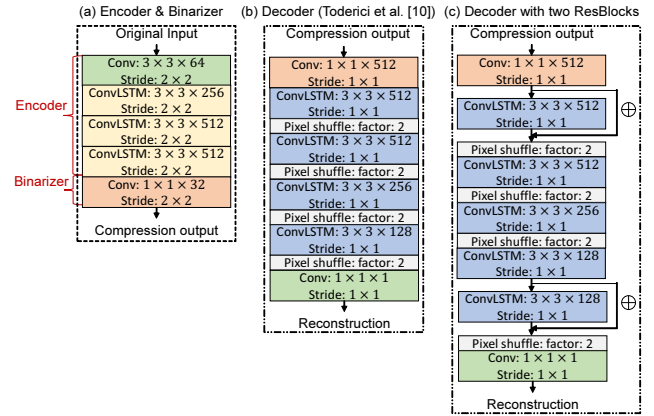 (a) Encoder & Binarizer
Original Input
Conv: 3 × 3 × 64
Stride: 2 × 2
ConvLSTM: 3 × 3 × 256
Stride: 2 × 2
ConvLSTM: 3 × 3 × 512
Stride: 2 × 2
ConvLSTM: 3 × 3 × 512
Stride: 2 × 2
Conv: 1 × 1 × 32
Stride: 2 × 2
Compression output
Encoder
Binarizer
(b) Decoder (Toderici et al. [10])
Compression output
Conv: 1 × 1 × 512
Stride: 1 × 1
ConvLSTM: 3 × 3 × 512
Stride: 1 × 1
Pixel shuffle: factor: 2
ConvLSTM: 3 × 3 × 512
Stride: 1 × 1
Pixel shuffle: factor: 2
ConvLSTM: 3 × 3 × 256
Stride: 1 × 1
Pixel shuffle: factor: 2
ConvLSTM: 3 × 3 × 128
Stride: 1 × 1
Pixel shuffle: factor: 2
Conv: 1 × 1 × 1
Stride: 1 × 1
Reconstruction
(c) Decoder with two ResBlocks
Compression output
Conv: 1 × 1 × 512
Stride: 1 × 1
ConvLSTM: 3 × 3 × 512
Stride: 1 × 1
⊕
Pixel shuffle: factor: 2
ConvLSTM: 3 × 3 × 512
Stride: 1 × 1
Pixel shuffle: factor: 2
ConvLSTM: 3 × 3 × 256
Stride: 1 × 1
Pixel shuffle: factor: 2
ConvLSTM: 3 × 3 × 128
Stride: 1 × 1
ConvLSTM: 3 × 3 × 128
Stride: 1 × 1
⊕
Pixel shuffle: factor: 2
Conv: 1 × 1 × 1
Stride: 1 × 1
Reconstruction